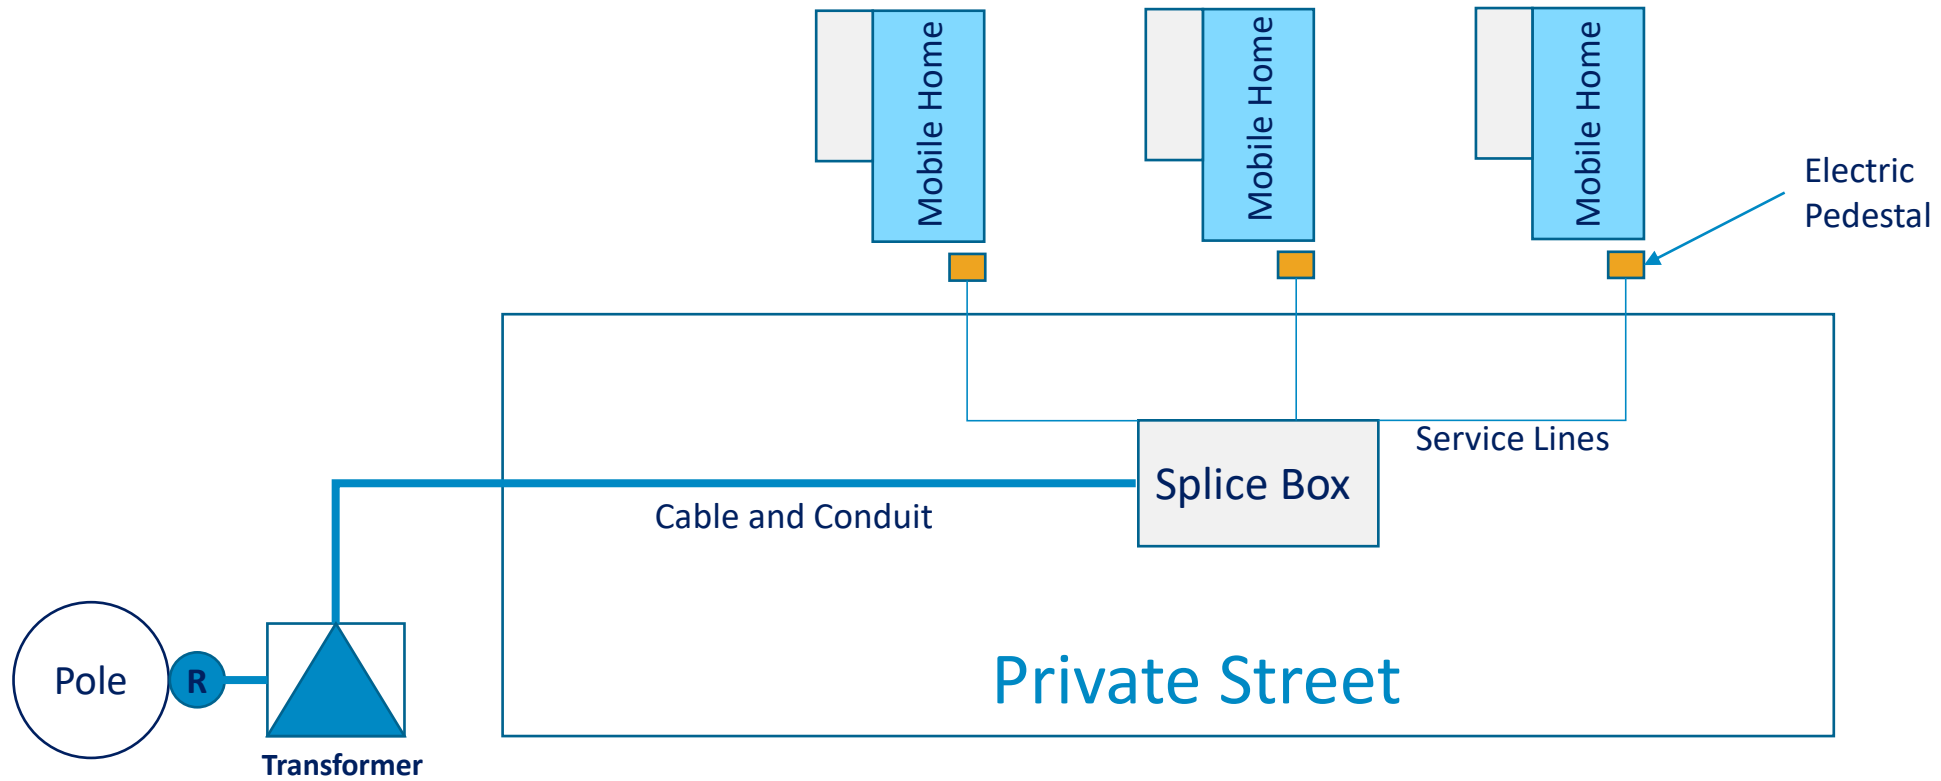 Mobile Home
Mobile Home
Mobile Home
Electric
Pedestal
Service Lines
Splice Box
Cable and Conduit
Pole
R
Private Street
Transformer